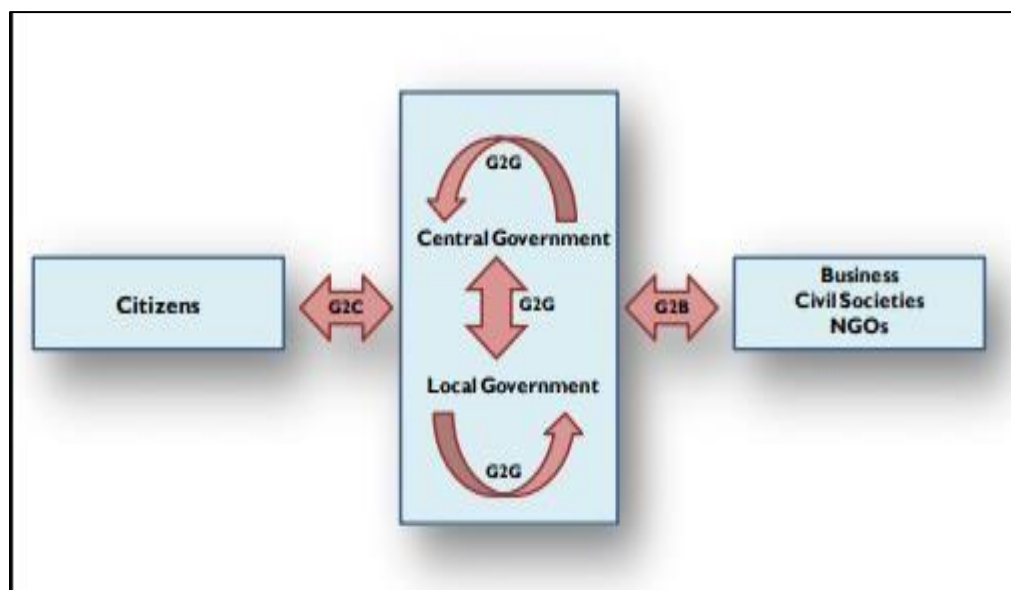 G2G
Central Government
Citizens
G2C
G2G
G2B
Business
Civil Societies
NGOs
Local Government
G2G